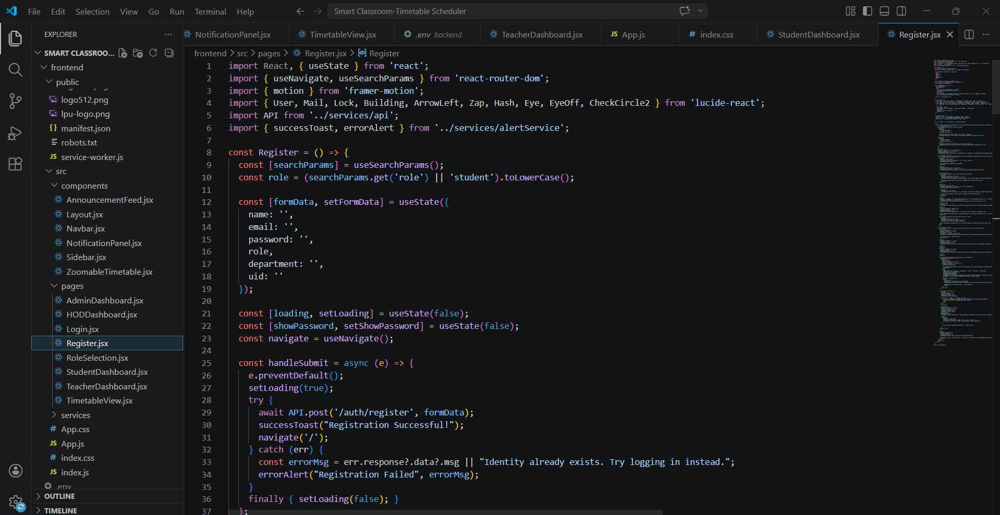 File Edit Selection View Go Run Terminal Help
Smart Classroom-Timetable Scheduler
EXPLORER
SMART CLASSROO...
frontend
public
logo512.png
lpu-logo.png
{} manifest.json
robots.txt
JS service-worker.js
src
components
AnnouncementFeed.jsx
Layout.jsx
Navbar.jsx
NotificationPanel.jsx
Sidebar.jsx
ZoomableTimetable.jsx
pages
AdminDashboard.jsx
HODDashboard.jsx
Login.jsx
Register.jsx
RoleSelection.jsx
StudentDashboard.jsx
TeacherDashboard.jsx
TimetableView.jsx
services
# App.css
JS App.js
# index.css
JS index.js
.env
OUTLINE
TIMELINE
NotificationPanel.jsx TimetableView.jsx .env backend TeacherDashboard.jsx JS App.js # index.css StudentDashboard.jsx Register.jsx
frontend > src > pages > Register.jsx > Register
1 import React, { useState } from 'react';
2 import { useNavigate, useSearchParams } from 'react-router-dom';
3 import { motion } from 'framer-motion';
4 import { User, Mail, Lock, Building, ArrowLeft, Zap, Hash, Eye, EyeOff, CheckCircle2 } from 'lucide-react';
5 import API from '../services/api';
6 import { successToast, errorAlert } from '../services/alertService';
7
8 const Register = () => {
9 const [searchParams] = useSearchParams();
10 const role = (searchParams.get('role') || 'student').toLowerCase();
11
12 const [formData, setFormData] = useState({
13 name: '',
14 email: '',
15 password: '',
16 role,
17 department: '',
18 uid: ''
19 });
20
21 const [loading, setLoading] = useState(false);
22 const [showPassword, setShowPassword] = useState(false);
23 const navigate = useNavigate();
24
25 const handleSubmit = async (e) => {
26 e.preventDefault();
27 setLoading(true);
28 try {
29 await API.post('/auth/register', formData);
30 successToast("Registration Successful!");
31 navigate('/');
32 } catch (err) {
33 const errorMsg = err.response?.data?.msg || "Identity already exists. Try logging in instead.";
34 errorAlert("Registration Failed", errorMsg);
35 }
36 finally { setLoading(false); }
37 };